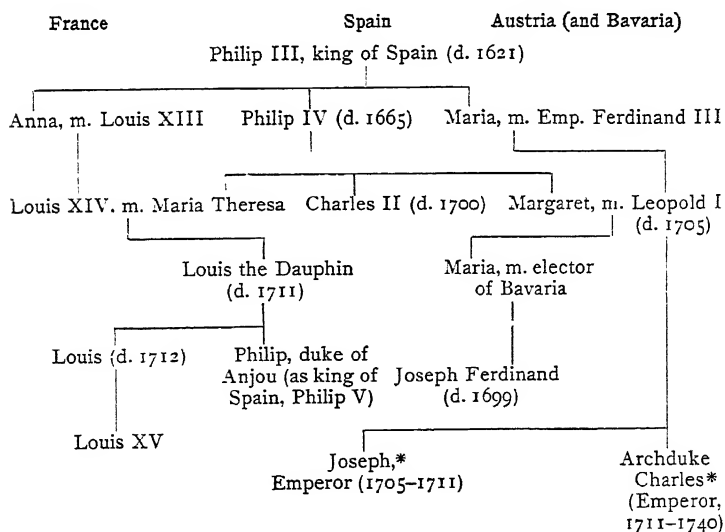 France Spain Austria (and Bavaria)
Philip III, king of Spain (d. 1621)
Anna, m. Louis XIII Philip IV (d. 1665) Maria, m. Emp. Ferdinand III
Louis XIV. m. Maria Theresa Charles II (d. 1700) Margaret, m. Leopold I
(d. 1705)
Louis the Dauphin Maria, m. elector
(d. 1711) of Bavaria
Louis (d. 1712) Philip, duke of
Anjou (as king of Joseph Ferdinand
Spain, Philip V) (d. 1699)
Louis XV
Joseph,* Archduke
Emperor (1705–1711) Charles*
(Emperor,
1711–1740)